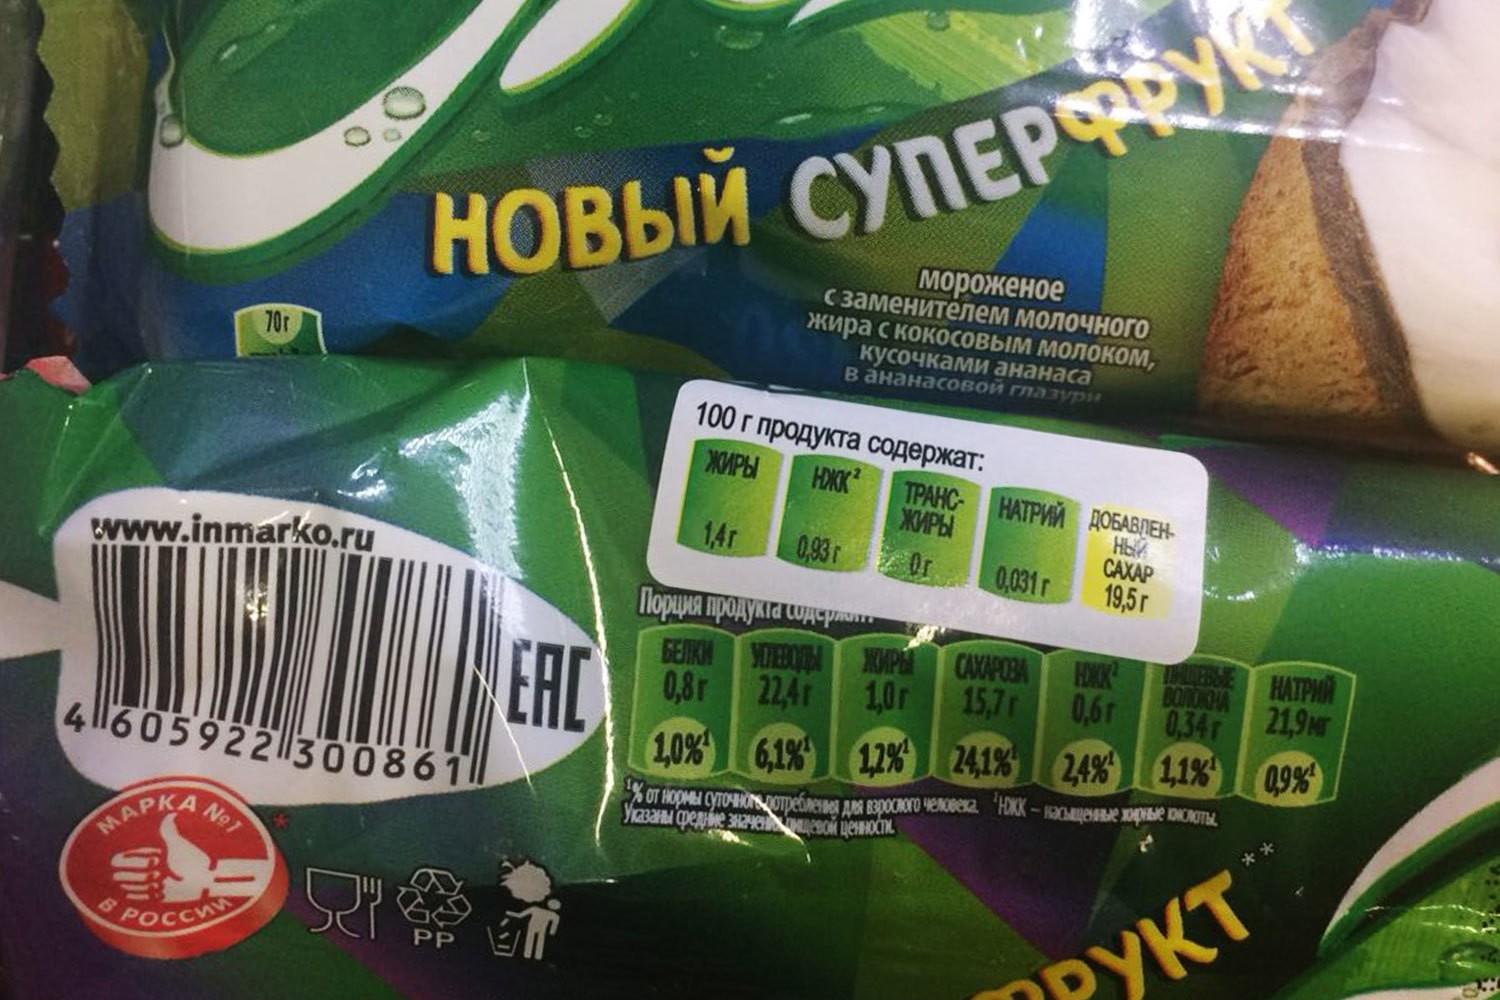 НОВЫЙ СУПЕРФРУКТ
мороженое
с заменителем молочного
жира с кокосовым молоком,
кусочками ананаса
в ананасовой глазури
70 г
100 г продукта содержат:
ЖИРЫ
1,4 г
НЖК²
0,93 г
ТРАНС-
ЖИРЫ
0 г
НАТРИЙ
0,031 г
ДОБАВЛЕН-
НЫЙ
САХАР
19,5 г
www.inmarko.ru
4 605922 300861
EAC
Порция продукта содержит:
БЕЛКИ
0,8 г
1,0%¹
УГЛЕВОДЫ
22,4 г
6,1%¹
ЖИРЫ
1,0 г
1,2%¹
САХАРОЗА
15,7 г
24,1%¹
НЖК²
0,6 г
2,4%¹
ПИЩЕВЫЕ
ВОЛОКНА
0,34 г
1,1%¹
НАТРИЙ
21,9 мг
0,9%¹
¹% от нормы суточного потребления для взрослого человека. ²НЖК – насыщенные жирные кислоты.
Указаны средние значения пищевой ценности.
МАРКА №1
В РОССИИ
*
PP
ФРУКТ**